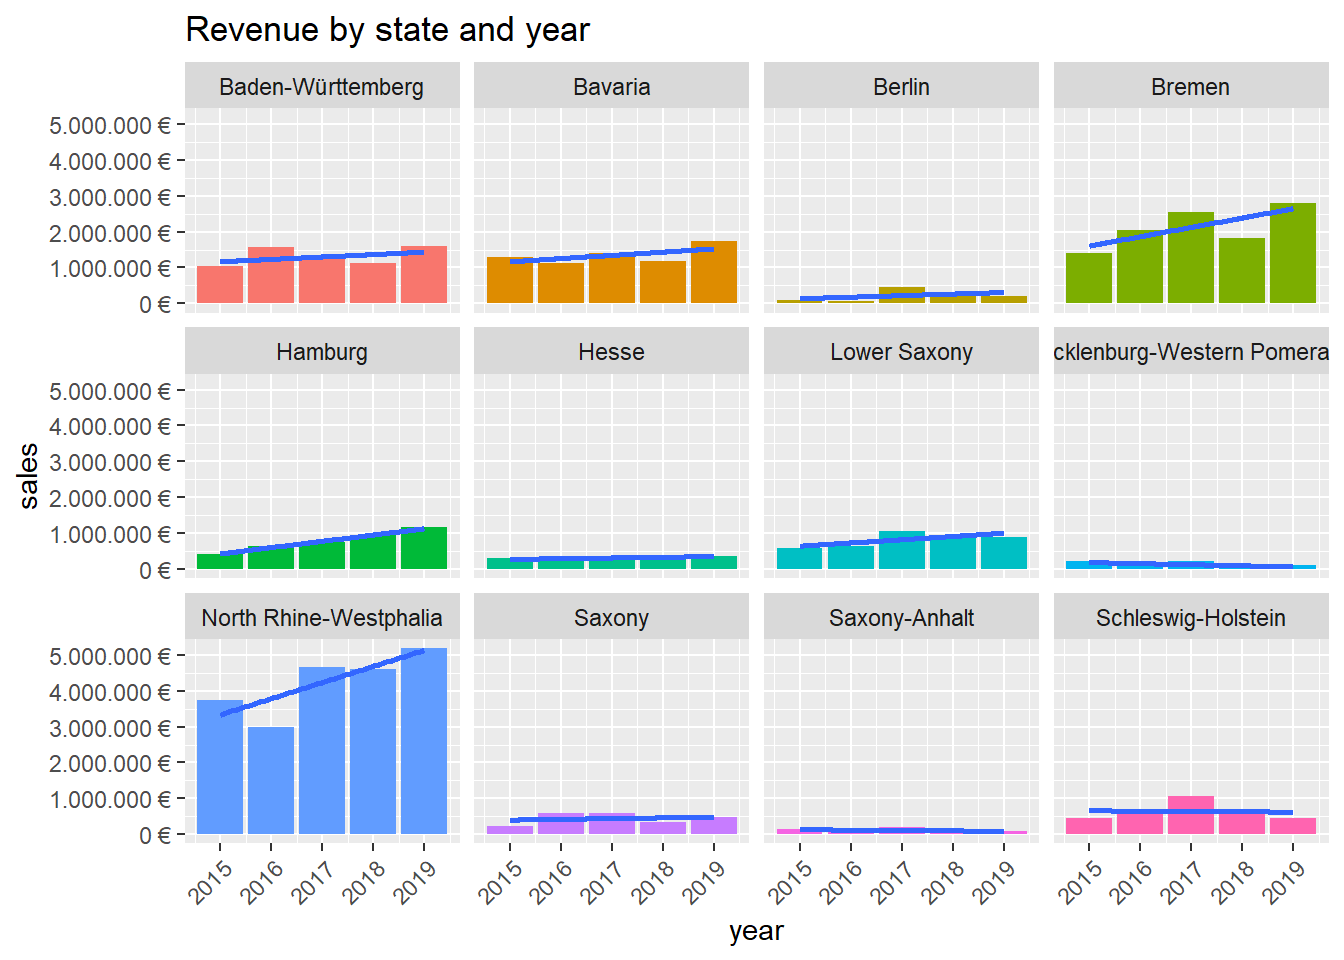 Revenue by state and year
Baden-Württemberg
Bavaria
Berlin
Bremen
5.000.000 €
4.000.000 €
3.000.000 €
2.000.000 €
1.000.000 €
0 €
Hamburg
Hesse
Lower Saxony
cklenburg-Western Pomera
5.000.000 €
4.000.000 €
3.000.000 €
2.000.000 €
1.000.000 €
0 €
sales
North Rhine-Westphalia
Saxony
Saxony-Anhalt
Schleswig-Holstein
5.000.000 €
4.000.000 €
3.000.000 €
2.000.000 €
1.000.000 €
0 €
2015 2016 2017 2018 2019
2015 2016 2017 2018 2019
2015 2016 2017 2018 2019
2015 2016 2017 2018 2019
year